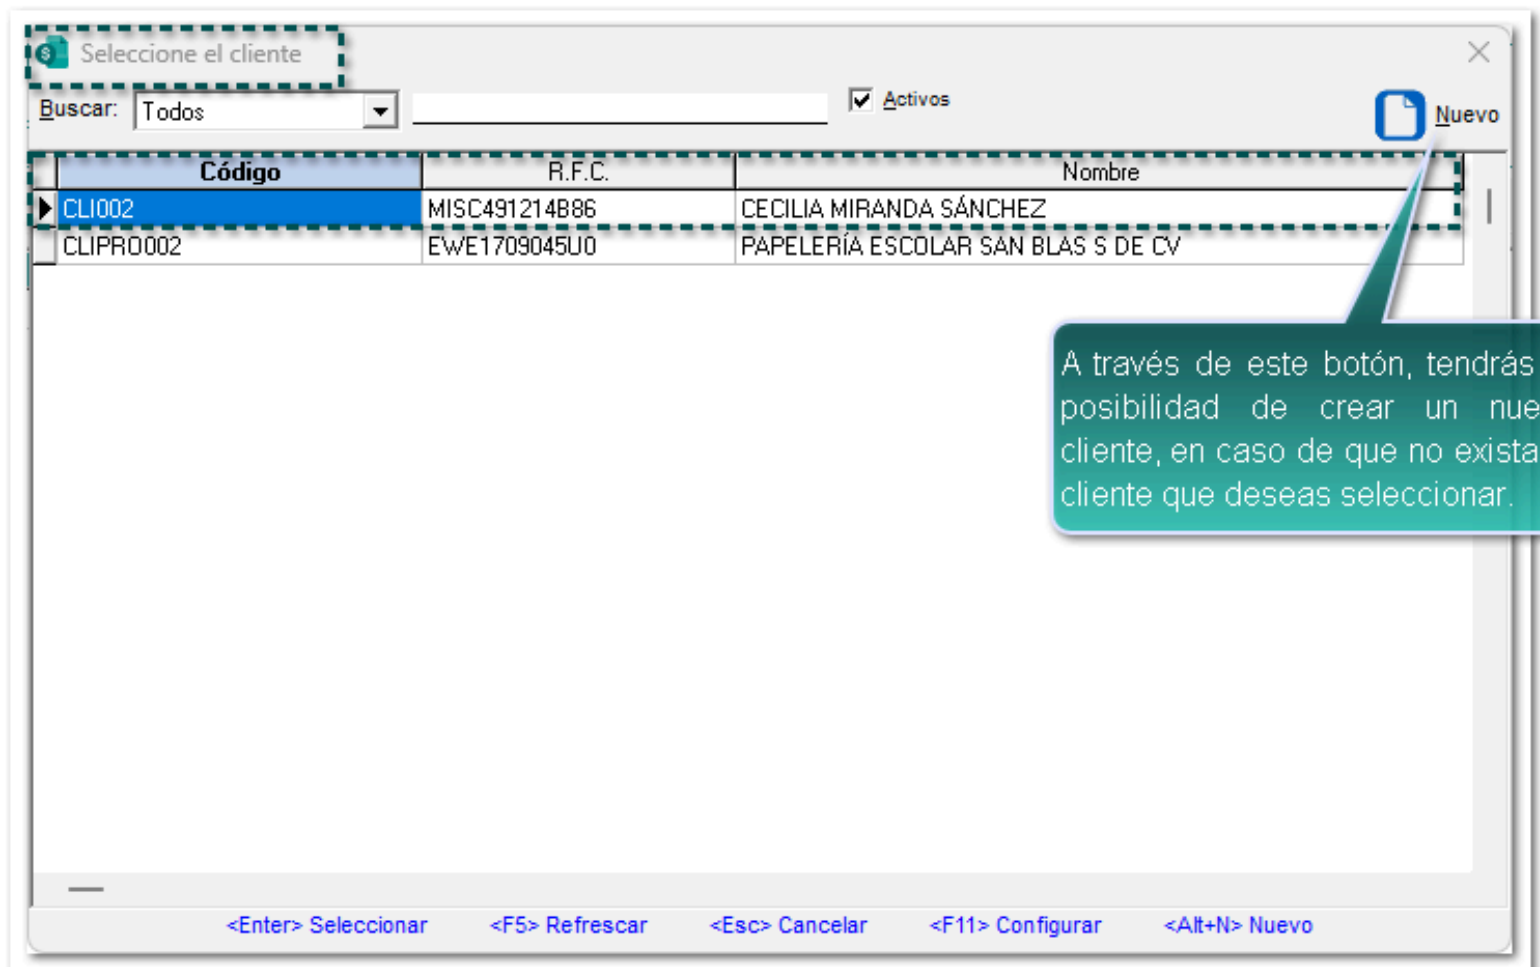 Seleccione el cliente
Buscar: Todos Activos Nuevo
Código R.F.C. Nombre
CLI002 MISC491214B86 CECILIA MIRANDA SÁNCHEZ
CLIPRO002 EWE1709045U0 PAPELERÍA ESCOLAR SAN BLAS S DE CV
A través de este botón, tendrás
posibilidad de crear un nue
cliente, en caso de que no exista
cliente que deseas seleccionar.
<Enter> Seleccionar <F5> Refrescar <Esc> Cancelar <F11> Configurar <Alt+N> Nuevo